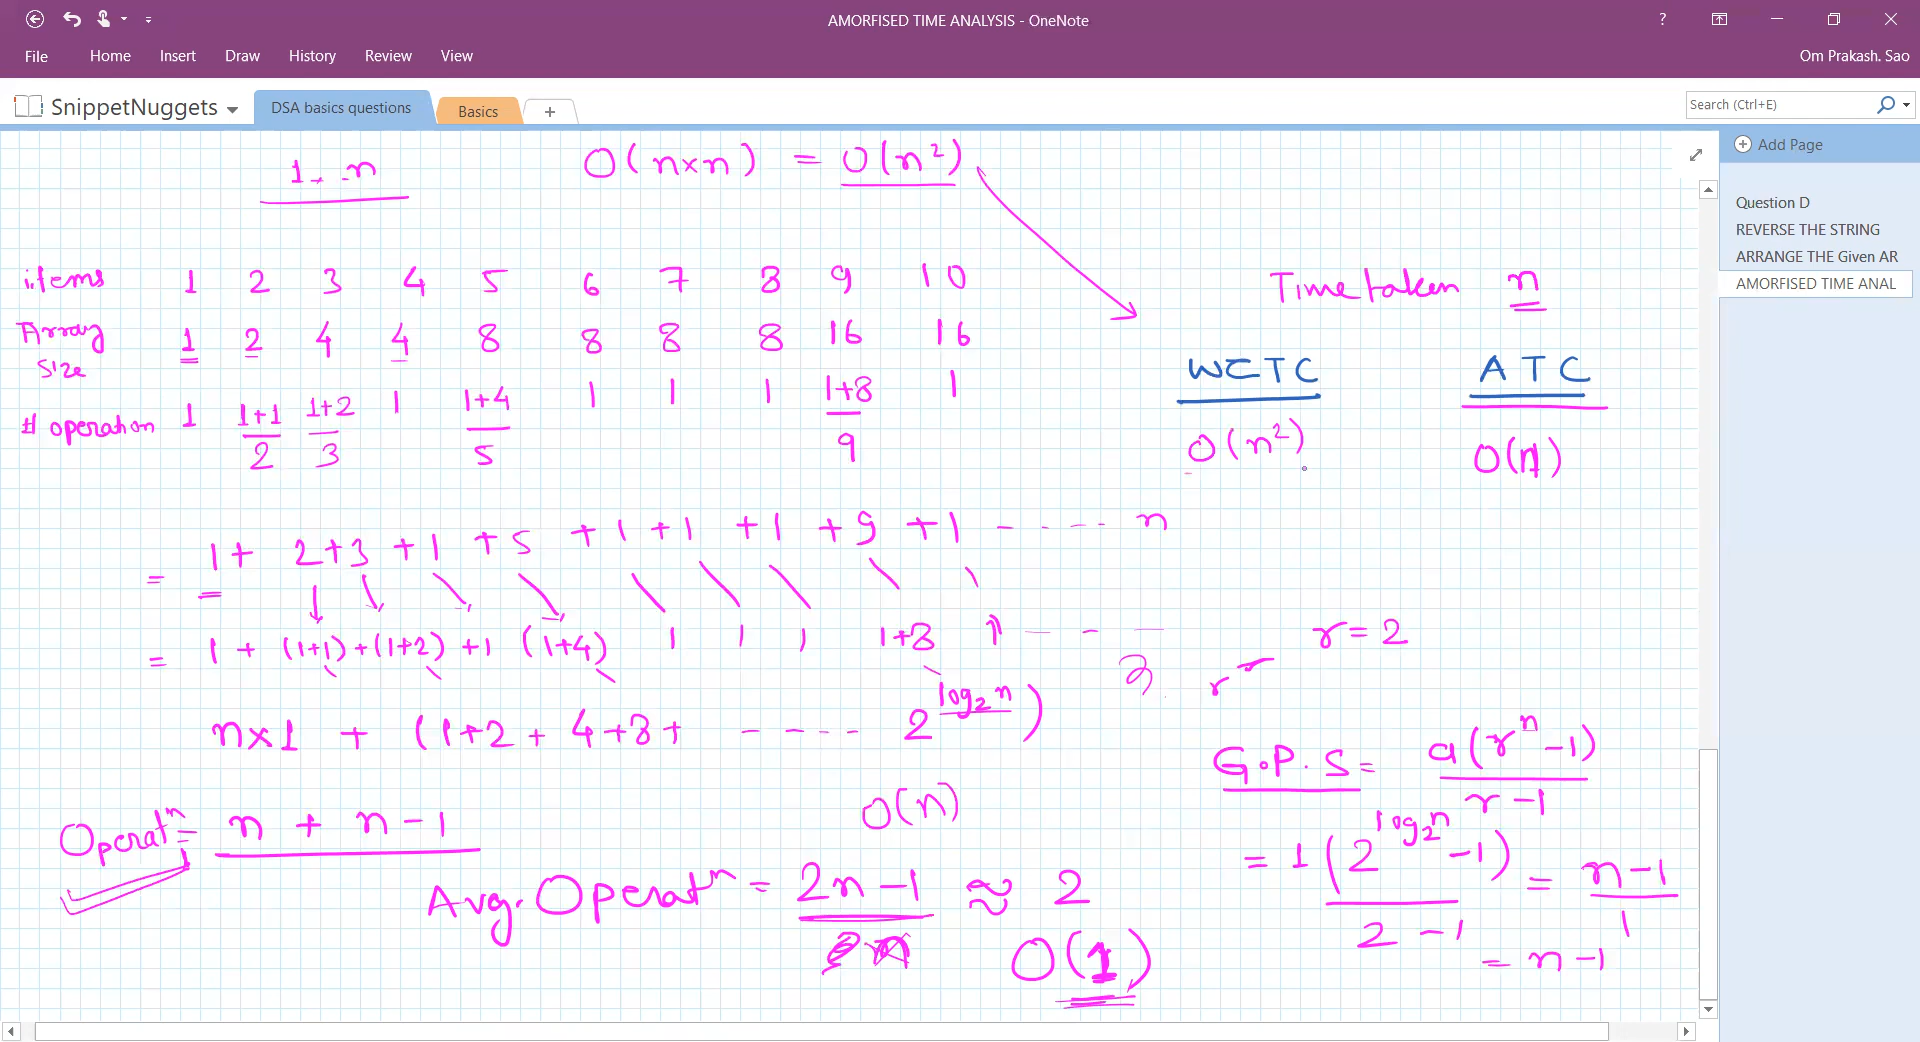 AMORFISED TIME ANALYSIS - OneNote
?
File Home Insert Draw History Review View
Om Prakash. Sao
SnippetNuggets
DSA basics questions
Basics
+
Search (Ctrl+E)
Add Page
Question D
REVERSE THE STRING
ARRANGE THE Given AR
AMORFISED TIME ANAL
1 . . . n
O(n×n) = O(n²)
items 1 2 3 4 5 6 7 8 9 10
Array Size 1 2 4 4 8 8 8 8 16 16
# operation 1 1+1 1+2 1 1+4 1 1 1 1+8 1
2 3 5 9
Time taken n
WCTC ATC
O(n²) O(n)
= 1 + 2+3 +1 +5 +1 +1 +1 +9 +1 - - - - - n
= 1 + (1+1) +(1+2) +1 (1+4) 1 1 1 1+8 1 - - -
r=2
n×1 + (1+2 + 4+8+ - - - - - 2^log₂n)
G.P.S = a(rⁿ-1) / r-1
Operatⁿ = n + n-1
O(n)
= 1(2^log₂n -1) / 2-1 = n-1 / 1
= n-1
Avg. Operatⁿ = 2n-1 ≈ 2
O(1)